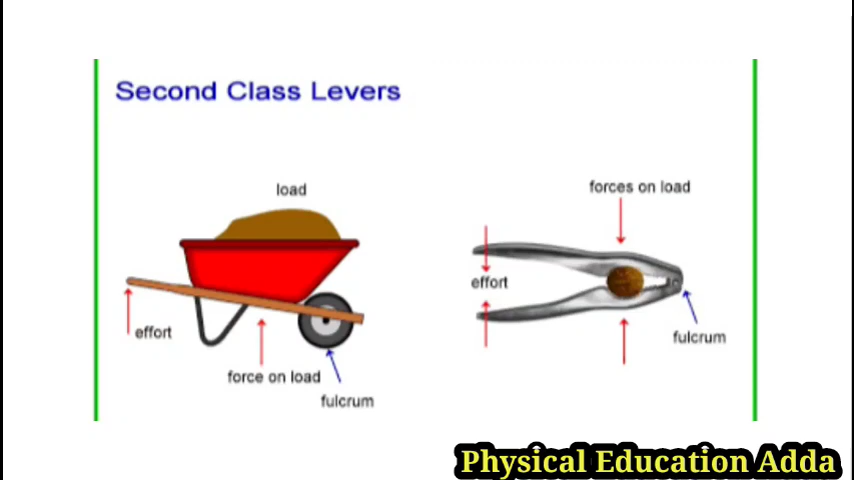 Second Class Levers
load
effort
force on load
fulcrum
forces on load
effort
fulcrum
Physical Education Adda